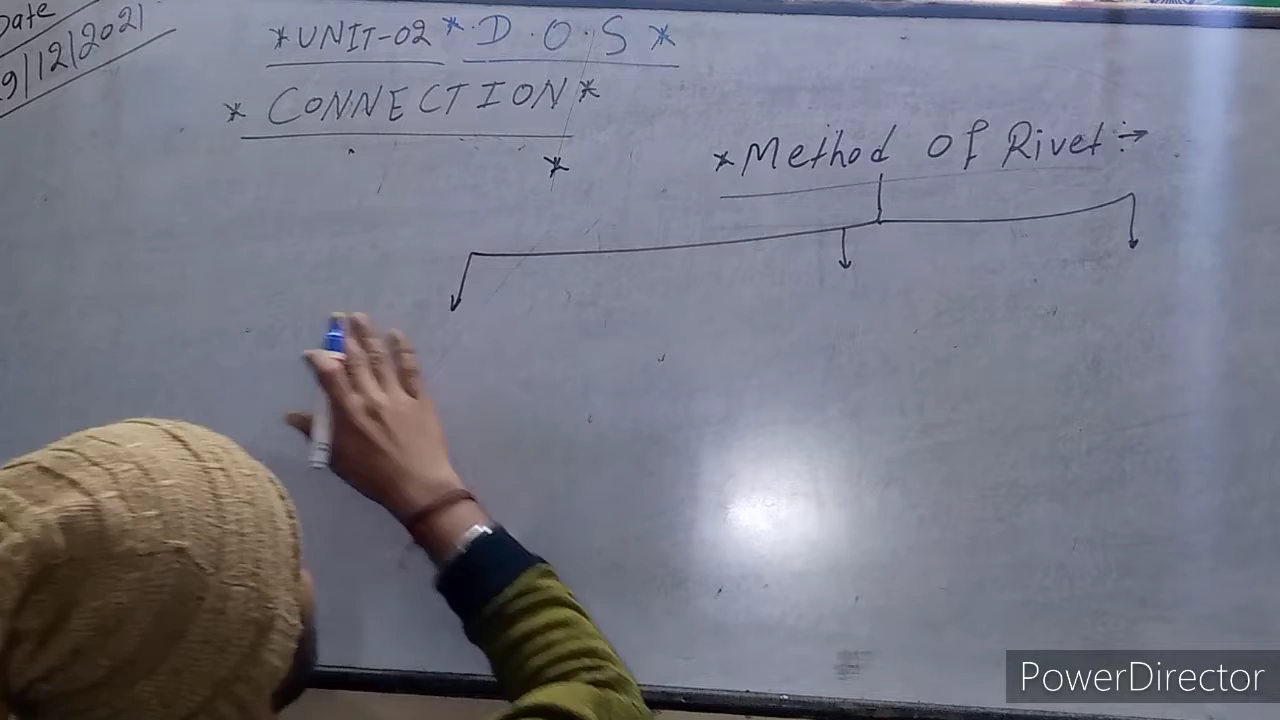 Date
9/12/2021
*UNIT-02 * D.O.S *
* CONNECTION *
*
* Method Of Rivet :→
PowerDirector